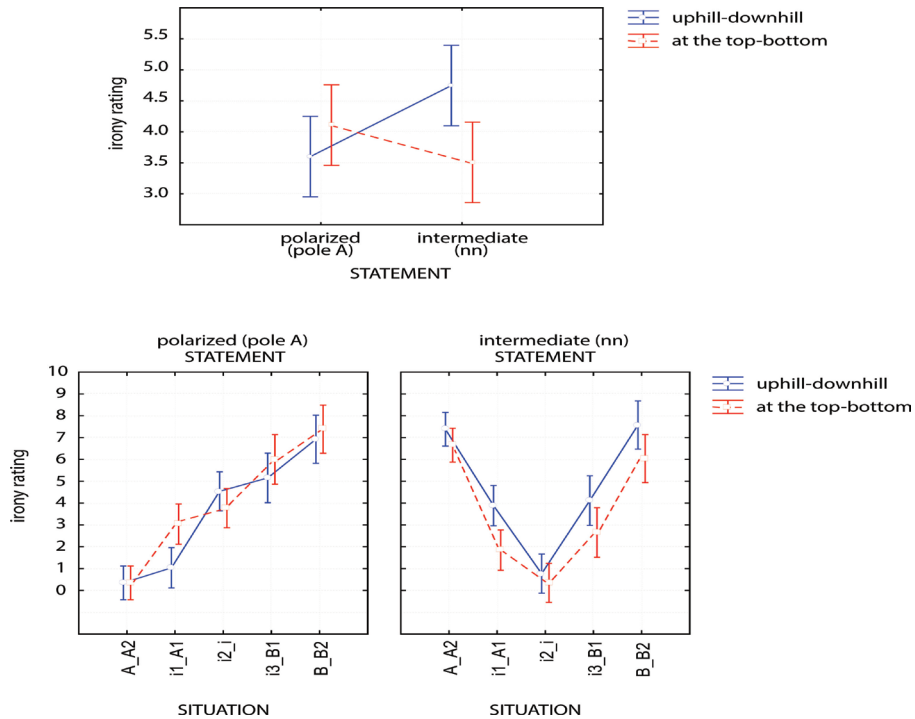 uphill-downhill
at the top-bottom
irony rating
5.5
5.0
4.5
4.0
3.5
3.0
polarized
(pole A)
intermediate
(nn)
STATEMENT
polarized (pole A)
STATEMENT
intermediate (nn)
STATEMENT
uphill-downhill
at the top-bottom
irony rating
10
9
8
7
6
5
4
3
2
1
0
A_A2
i1_A1
i2_i
i3_B1
B_B2
A_A2
i1_A1
i2_i
i3_B1
B_B2
SITUATION
SITUATION